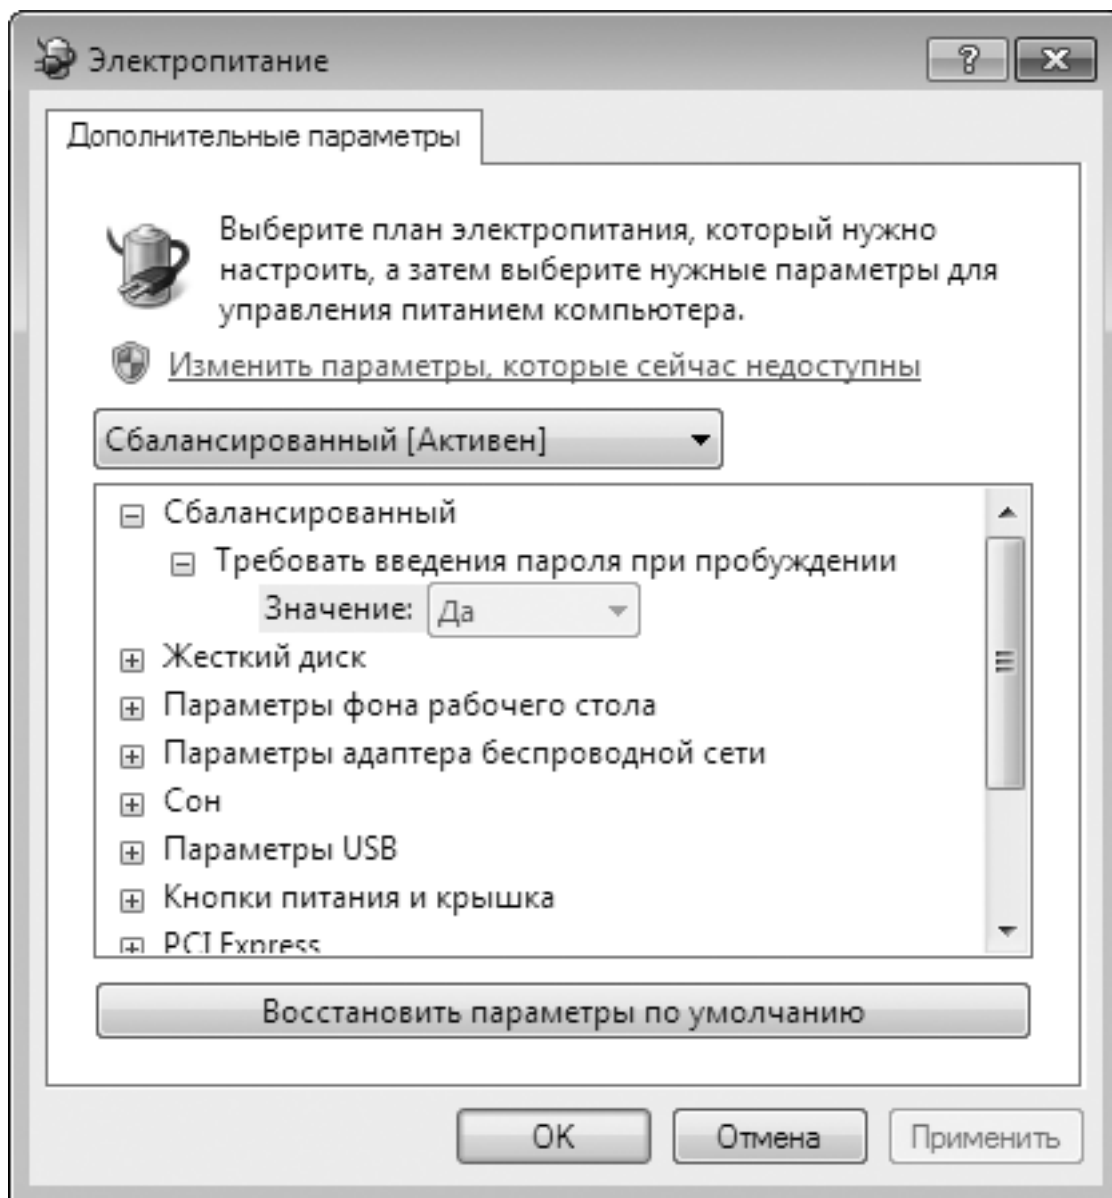 Электропитание
Дополнительные параметры
Выберите план электропитания, который нужно
настроить, а затем выберите нужные параметры для
управления питанием компьютера.
Изменить параметры, которые сейчас недоступны
Сбалансированный [Активен]
Сбалансированный
Требовать введения пароля при пробуждении
Значение: Да
Жесткий диск
Параметры фона рабочего стола
Параметры адаптера беспроводной сети
Сон
Параметры USB
Кнопки питания и крышка
PCI Express
Восстановить параметры по умолчанию
OK Отмена Применить